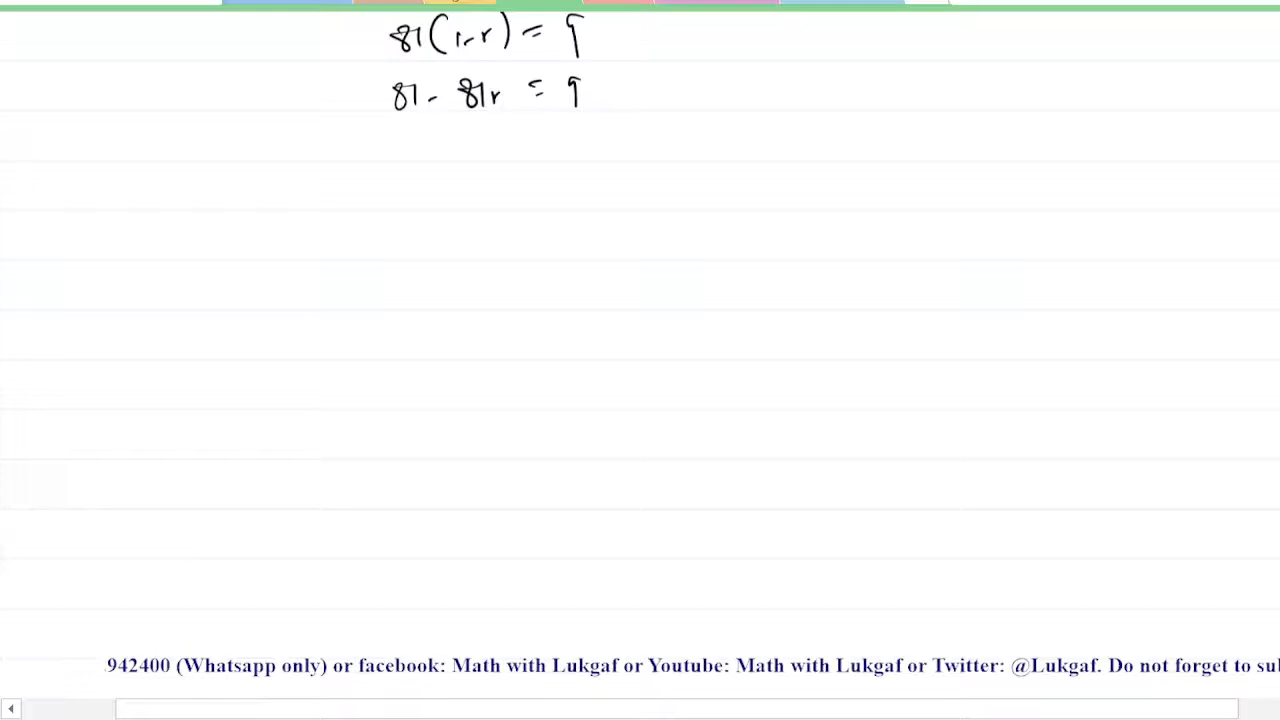 81(1-r) = 9
81 - 81r = 9
942400 (Whatsapp only) or facebook: Math with Lukgaf or Youtube: Math with Lukgaf or Twitter: @Lukgaf. Do not forget to